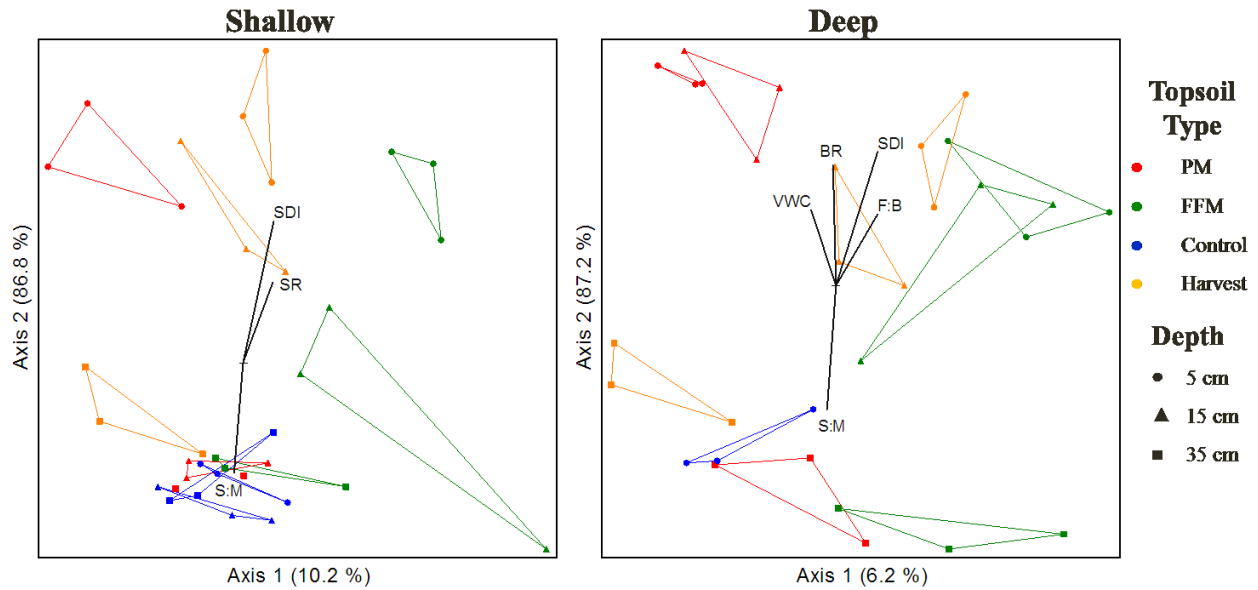 Shallow
Deep
SDI
SR
S:M
Axis 2 (86.8 %)
Axis 1 (10.2 %)
BR
SDI
VWC
F:B
S:M
Axis 2 (87.2 %)
Axis 1 (6.2 %)
Topsoil
Type
PM
FFM
Control
Harvest
Depth
5 cm
15 cm
35 cm